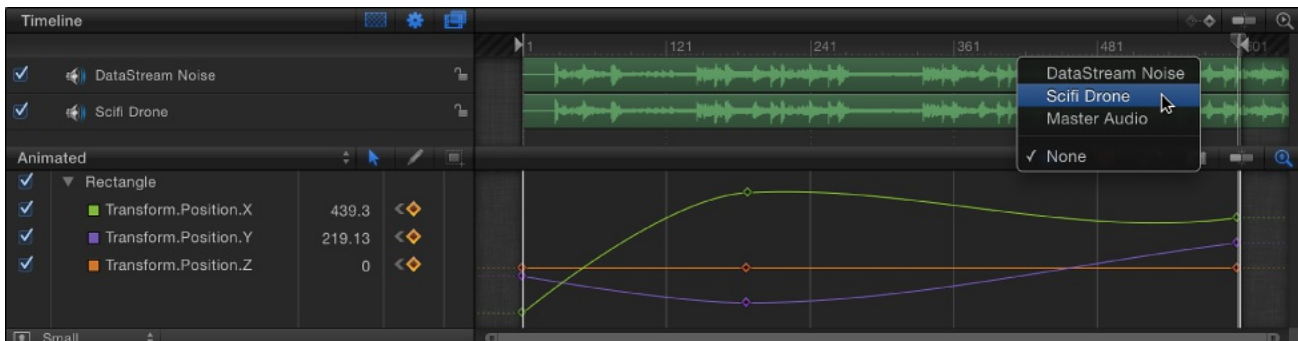 Timeline
1 121 241 361 481 601
DataStream Noise
Scifi Drone
DataStream Noise
Scifi Drone
Master Audio
✓ None
Animated
Rectangle
Transform.Position.X 439.3
Transform.Position.Y 219.13
Transform.Position.Z 0
Small